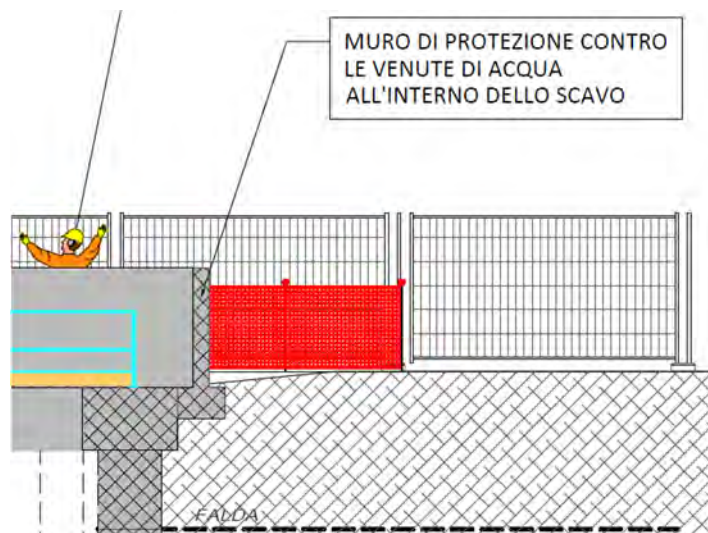 MURO DI PROTEZIONE CONTRO
LE VENUTE DI ACQUA
ALL'INTERNO DELLO SCAVO
FALDA